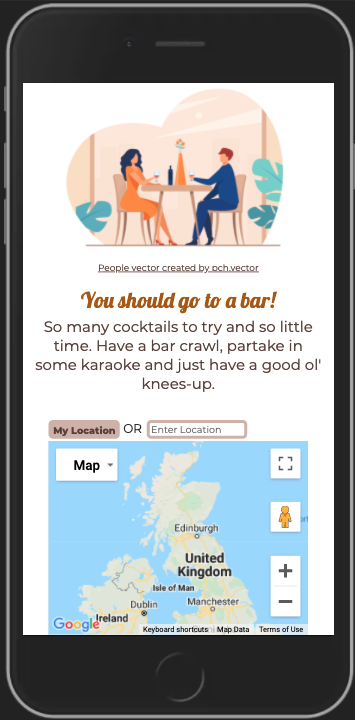 People vector created by pch.vector
You should go to a bar!
So many cocktails to try and so little
time. Have a bar crawl, partake in
some karaoke and just have a good ol'
knees-up.
My Location OR Enter Location
Map
Edinburgh
United
Kingdom
Isle of Man
Dublin
Manchester
Ireland
Google
Keyboard shortcuts Map Data Terms of Use